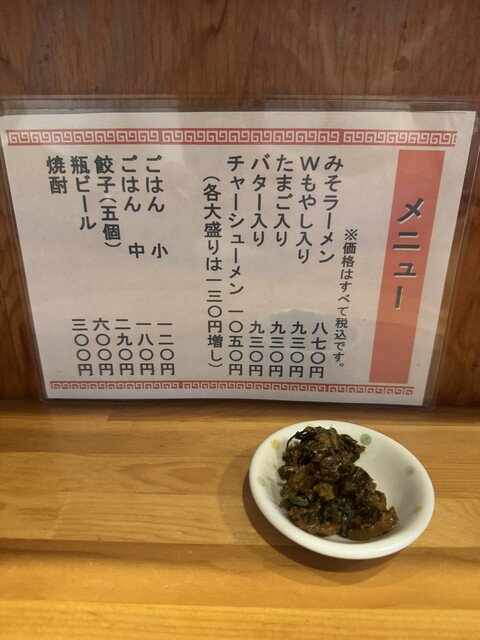 メニュー
※価格はすべて税込です。
みそラーメン 八七〇円
Wもやし入り 九三〇円
たまご入り 九三〇円
バター入り 九三〇円
チャーシューメン 一〇五〇円
(各大盛りは一三〇円増し)
ごはん 小 一二〇円
ごはん 中 一八〇円
餃子(五個) 二九〇円
瓶ビール 六〇〇円
焼酎 三〇〇円